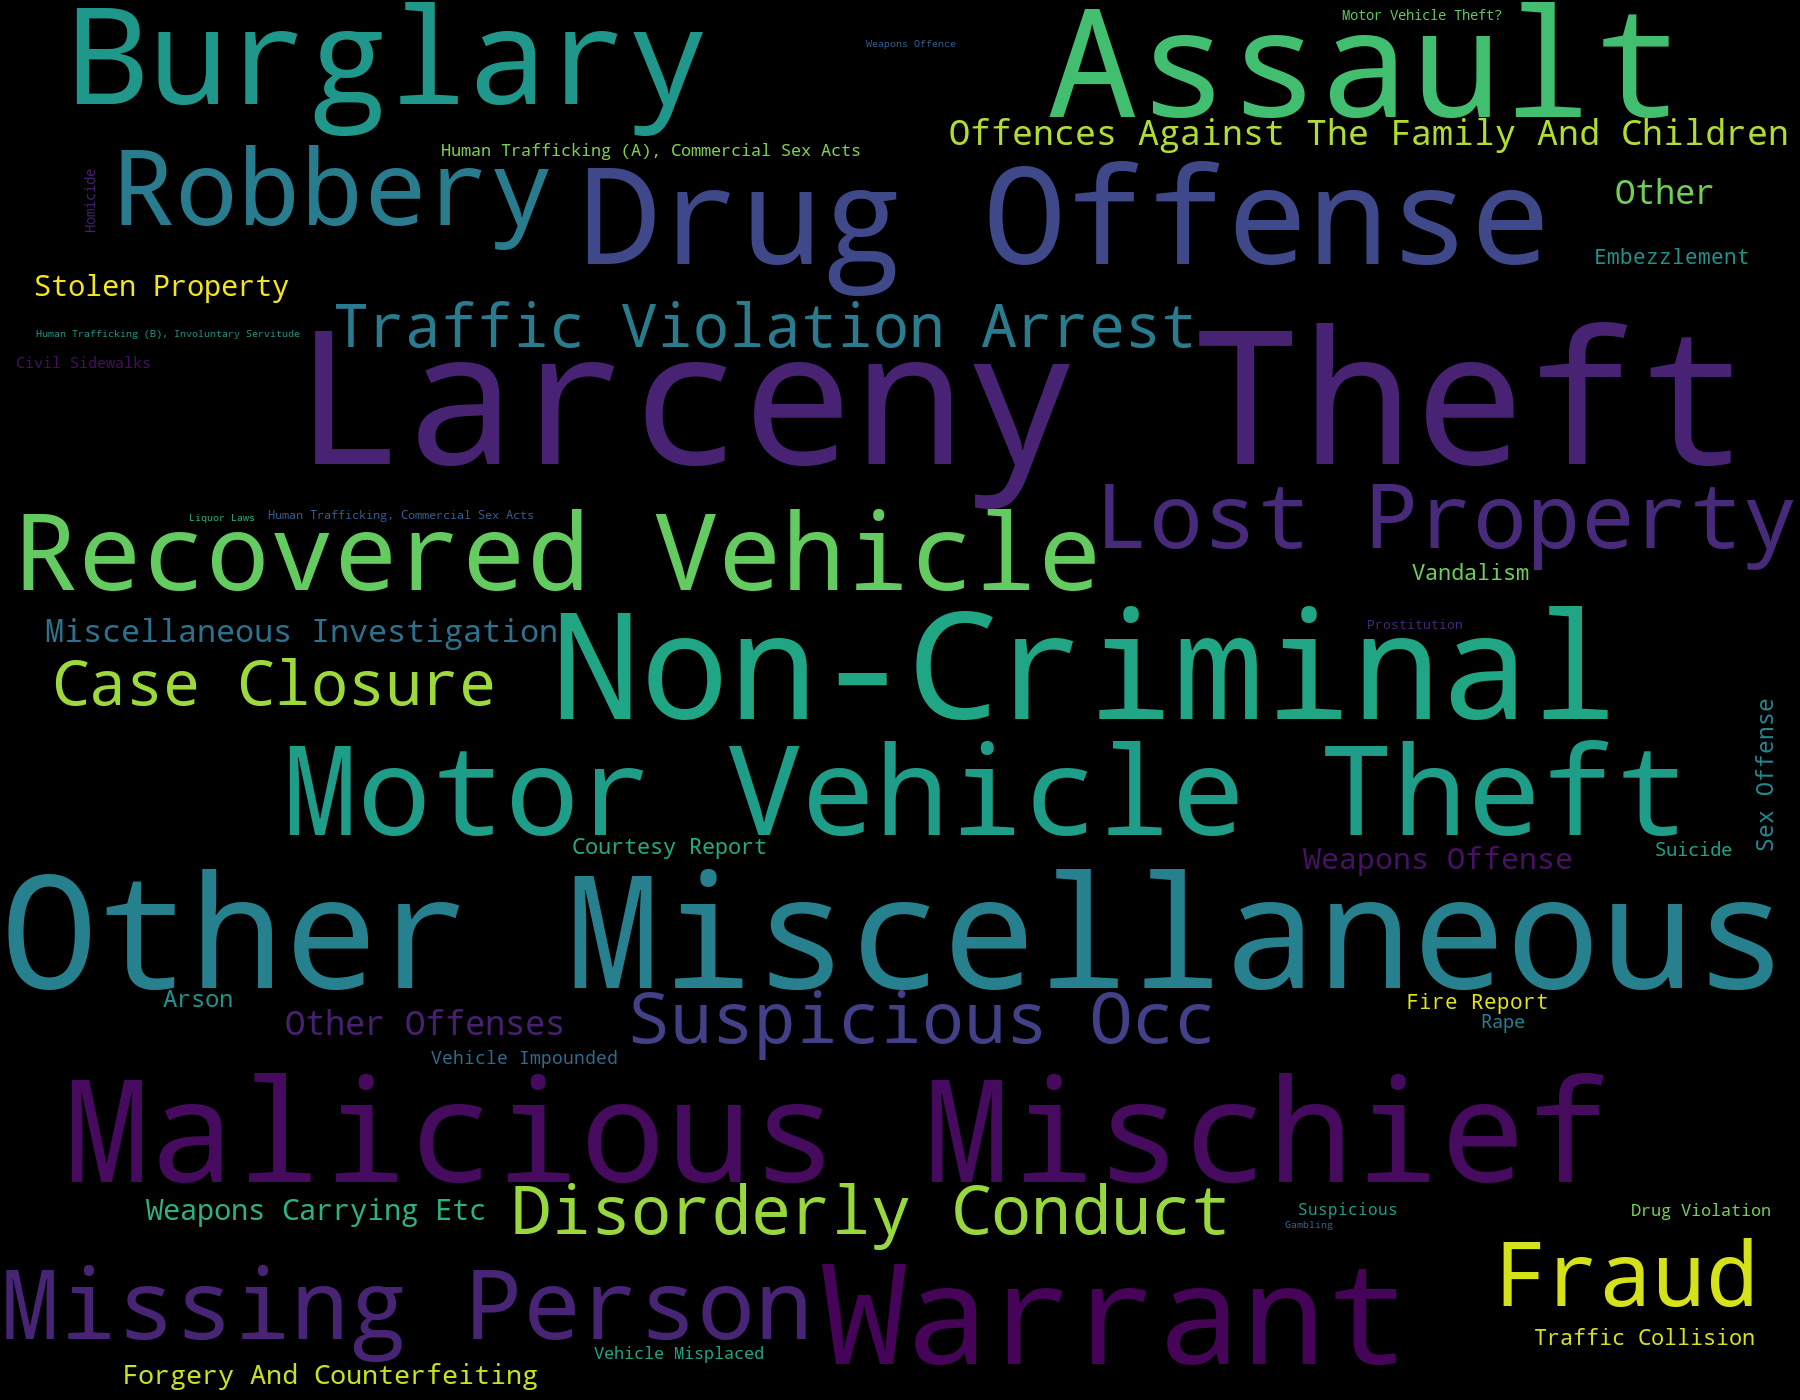 Burglary
Weapons Offence
Assault
Motor Vehicle Theft?
Offences Against The Family And Children
Human Trafficking (A), Commercial Sex Acts
Homicide
Robbery
Drug Offense
Other
Embezzlement
Stolen Property
Traffic Violation Arrest
Human Trafficking (B), Involuntary Servitude
Civil Sidewalks
Larceny Theft
Lost Property
Liquor Laws
Human Trafficking, Commercial Sex Acts
Recovered Vehicle
Vandalism
Miscellaneous Investigation
Non-Criminal
Prostitution
Case Closure
Sex Offense
Motor Vehicle Theft
Courtesy Report
Weapons Offense
Suicide
Other Miscellaneous
Arson
Other Offenses
Suspicious Occ
Fire Report
Rape
Vehicle Impounded
Malicious Mischief
Weapons Carrying Etc
Disorderly Conduct
Suspicious
Gambling
Drug Violation
Missing Person
Warrant
Fraud
Traffic Collision
Vehicle Misplaced
Forgery And Counterfeiting